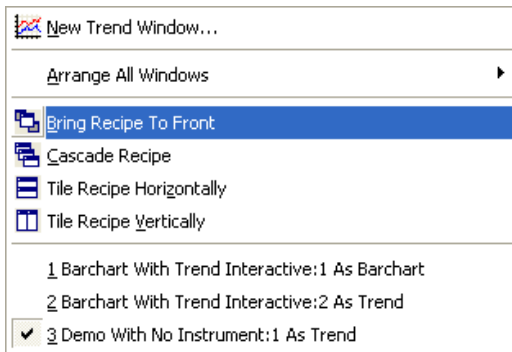 New Trend Window...
Arrange All Windows
Bring Recipe To Front
Cascade Recipe
Tile Recipe Horizontally
Tile Recipe Vertically
1 Barchart With Trend Interactive:1 As Barchart
2 Barchart With Trend Interactive:2 As Trend
3 Demo With No Instrument:1 As Trend